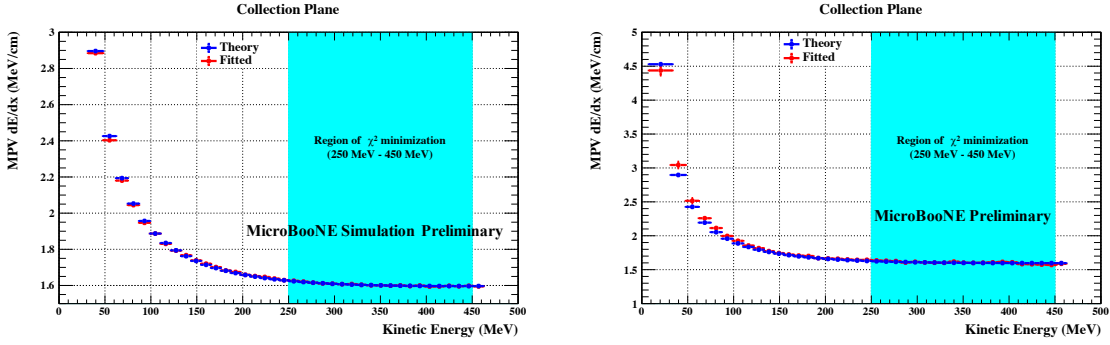 Collection Plane
MPV dE/dx (MeV/cm)
3
2.8
2.6
2.4
2.2
2
1.8
1.6
Theory
Fitted
Region of χ² minimization
(250 MeV - 450 MeV)
MicroBooNE Simulation Preliminary
0 50 100 150 200 250 300 350 400 450 500
Kinetic Energy (MeV)
Collection Plane
MPV dE/dx (MeV/cm)
5
4.5
4
3.5
3
2.5
2
1.5
1
Theory
Fitted
Region of χ² minimization
(250 MeV - 450 MeV)
MicroBooNE Preliminary
0 50 100 150 200 250 300 350 400 450 500
Kinetic Energy (MeV)